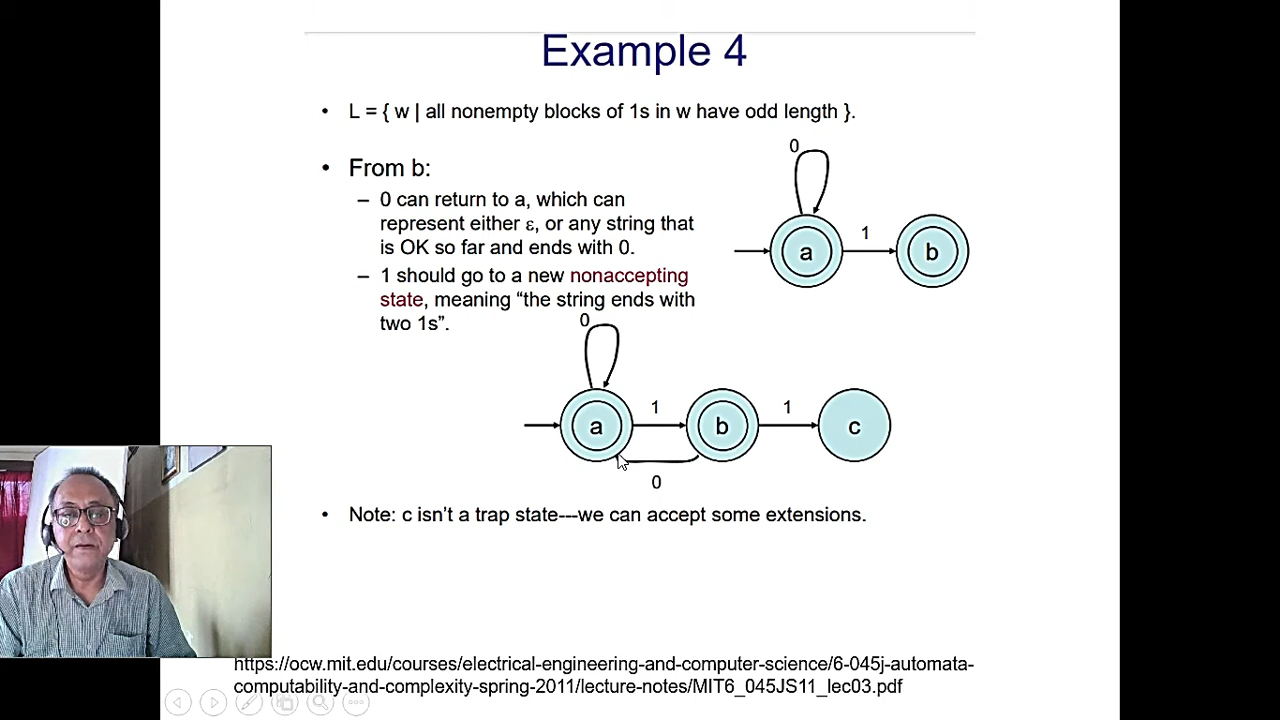 Example 4
• L = { w | all nonempty blocks of 1s in w have odd length }.
• From b:
– 0 can return to a, which can
represent either ε, or any string that
is OK so far and ends with 0.
– 1 should go to a new nonaccepting
state, meaning “the string ends with
two 1s”.
0
a
1
b
0
a
1
b
1
c
0
• Note: c isn’t a trap state---we can accept some extensions.
https://ocw.mit.edu/courses/electrical-engineering-and-computer-science/6-045j-automata-
computability-and-complexity-spring-2011/lecture-notes/MIT6_045JS11_lec03.pdf